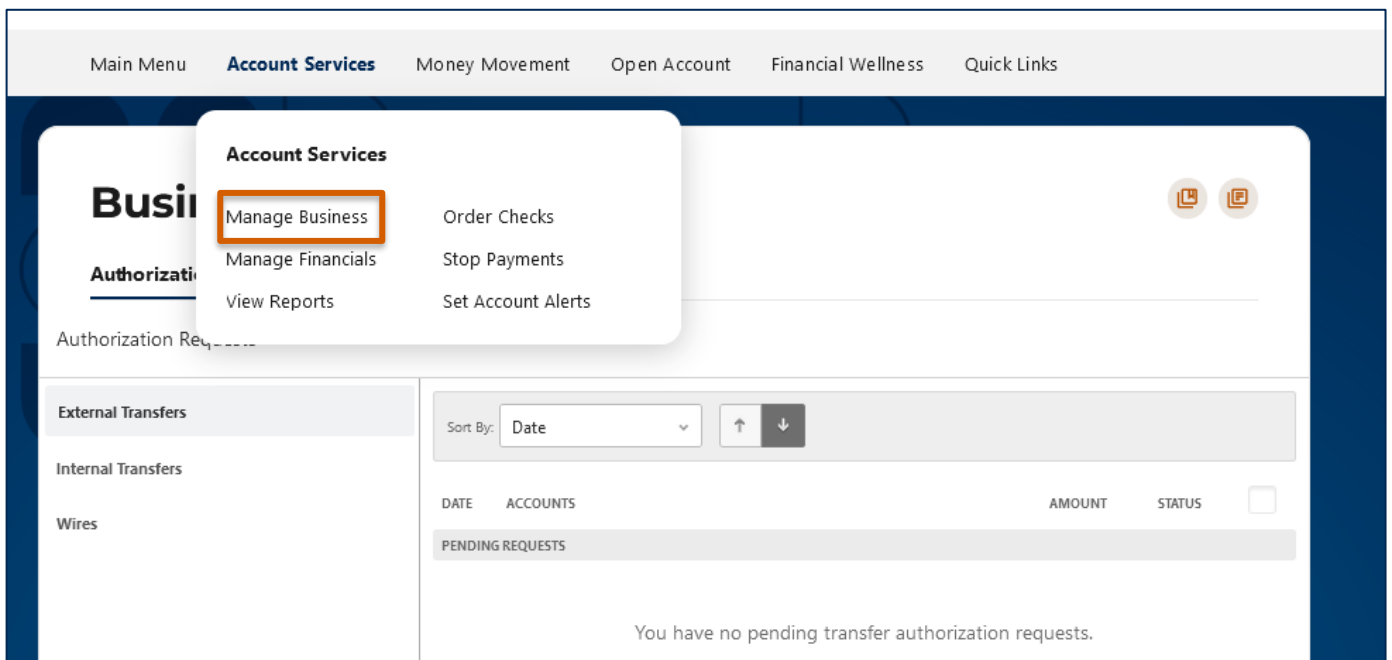 Main Menu Account Services Money Movement Open Account Financial Wellness Quick Links
Account Services
Manage Business Order Checks
Manage Financials Stop Payments
View Reports Set Account Alerts
Authorization
External Transfers
Internal Transfers
Wires
Sort By: Date
DATE ACCOUNTS AMOUNT STATUS
PENDING REQUESTS
You have no pending transfer authorization requests.